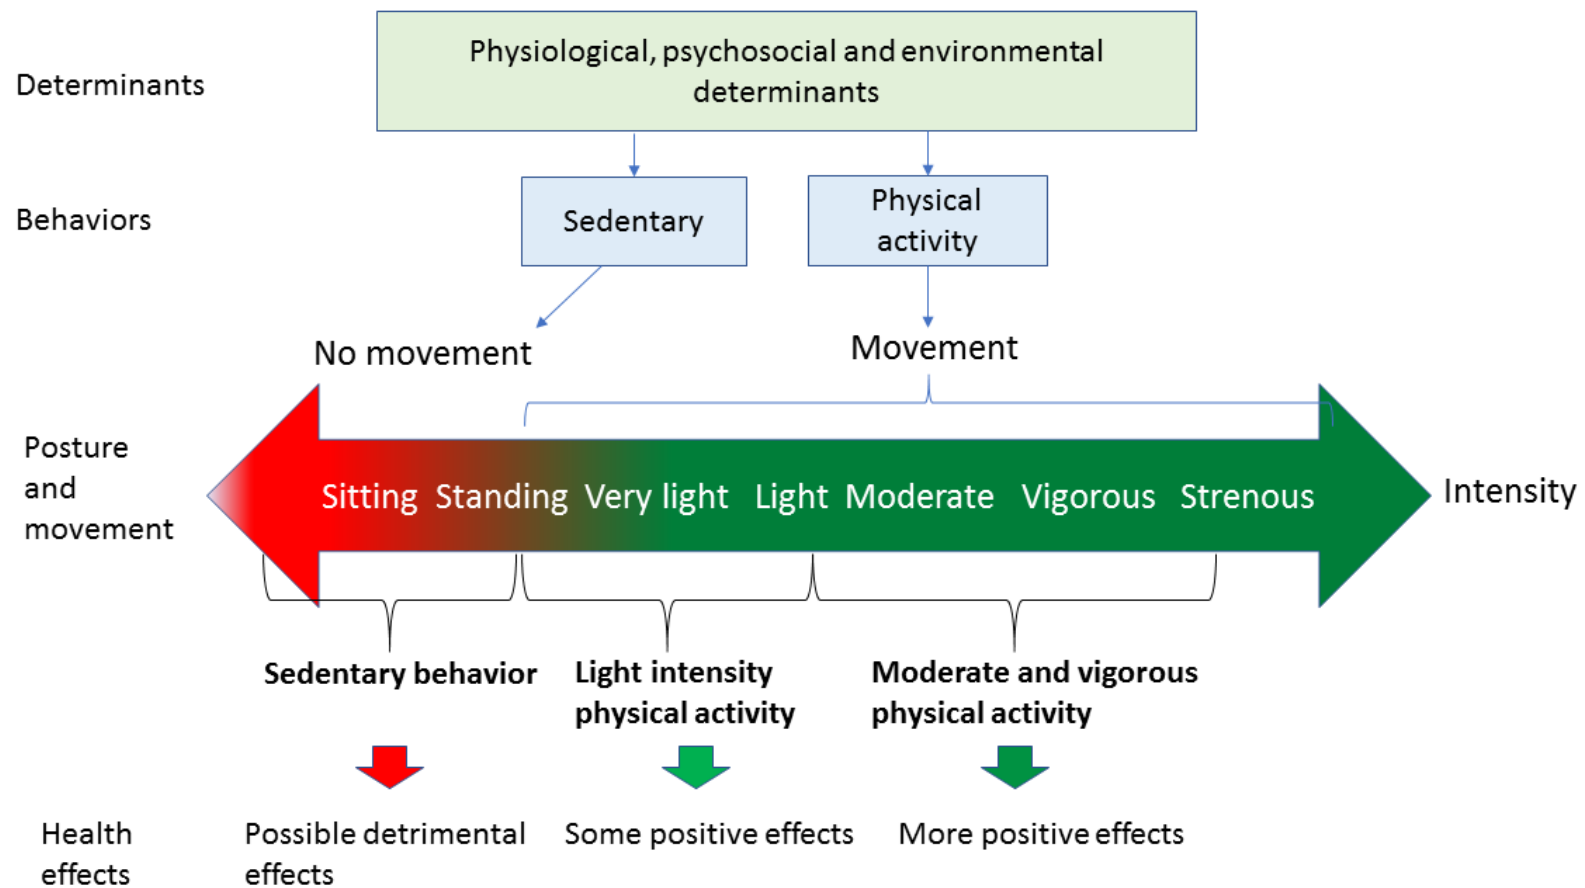 Determinants
Physiological, psychosocial and environmental
determinants
Behaviors
Sedentary
Physical
activity
No movement
Movement
Posture
and
movement
Sitting Standing Very light Light Moderate Vigorous Strenous
Intensity
Sedentary behavior
Light intensity
physical activity
Moderate and vigorous
physical activity
Health
effects
Possible detrimental
effects
Some positive effects
More positive effects